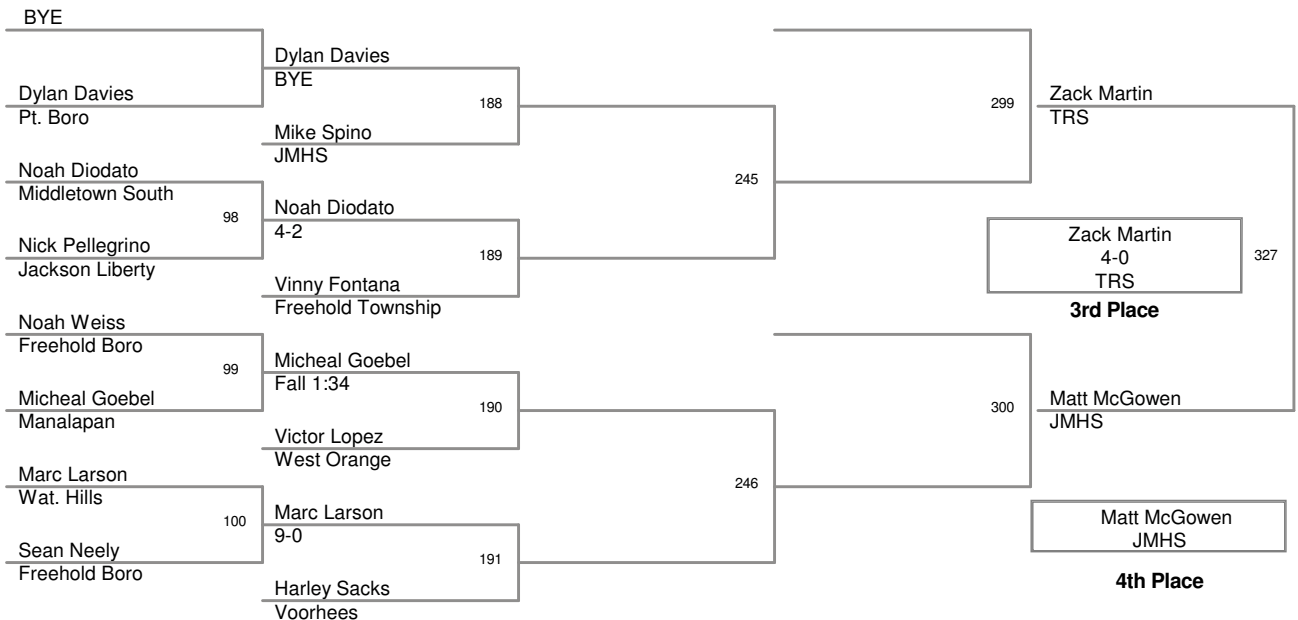 BYE
Dylan Davies
Pt. Boro
Noah Diodato
Middletown South
98
Nick Pellegrino
Jackson Liberty
Noah Weiss
Freehold Boro
99
Micheal Goebel
Manalapan
Marc Larson
Wat. Hills
100
Sean Neely
Freehold Boro
Dylan Davies
BYE
188
Mike Spino
JMHS
Noah Diodato
4-2
189
Vinny Fontana
Freehold Township
Micheal Goebel
Fall 1:34
190
Victor Lopez
West Orange
Marc Larson
9-0
191
Harley Sacks
Voorhees
245
246
299
300
Zack Martin
TRS
Matt McGowen
JMHS
327
Zack Martin
4-0
TRS
3rd Place
Matt McGowen
JMHS
4th Place